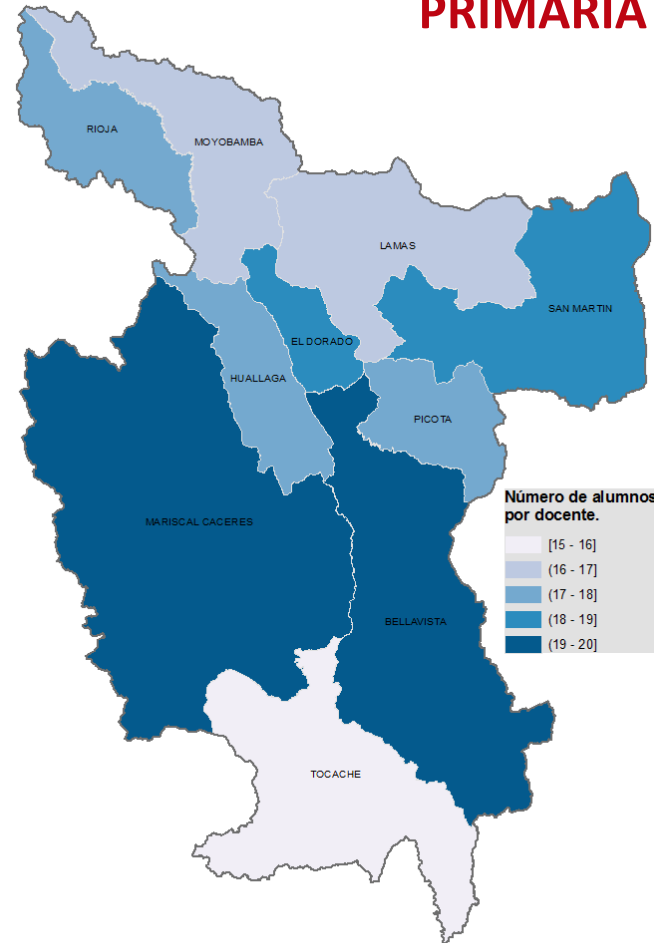 PRIMARIA
RIOJA
MOYOBAMBA
LAMAS
SAN MARTIN
EL DORADO
HUALLAGA
PICOTA
MARISCAL CACERES
BELLAVISTA
TOCACHE
Número de alumnos
por docente.
[15 - 16]
(16 - 17]
(17 - 18]
(18 - 19]
(19 - 20]